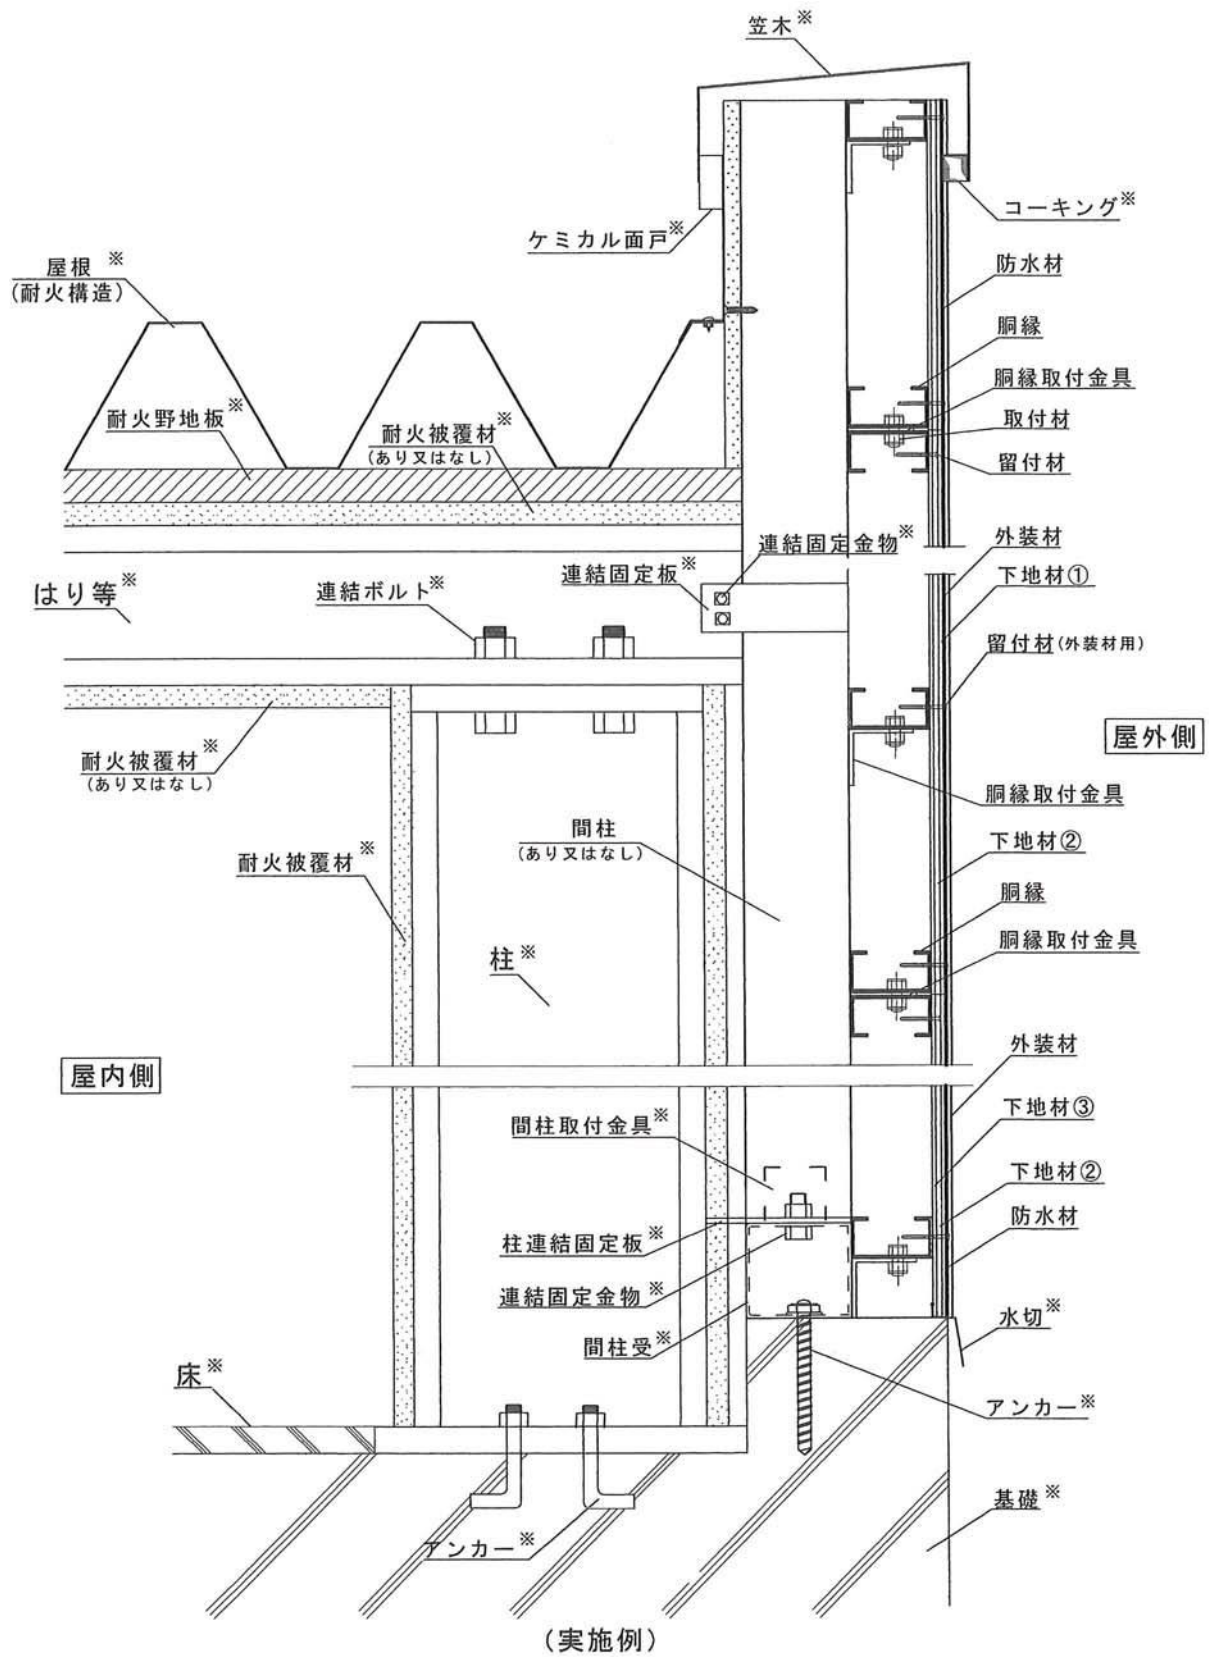 笠木※
コーキング※
ケミカル面戸※
屋根※
(耐火構造)
防水材
胴縁
胴縁取付金具
耐火野地板※
耐火被覆材※
(あり又はなし)
取付材
留付材
連結固定金物※
外装材
連結固定板※
下地材①
はり等※
連結ボルト※
留付材(外装材用)
屋外側
耐火被覆材※
(あり又はなし)
胴縁取付金具
間柱
(あり又はなし)
下地材②
耐火被覆材※
胴縁
胴縁取付金具
柱※
外装材
屋内側
下地材③
間柱取付金具※
下地材②
防水材
柱連結固定板※
連結固定金物※
水切※
間柱受※
床※
アンカー※
基礎※
アンカー※
(実施例)